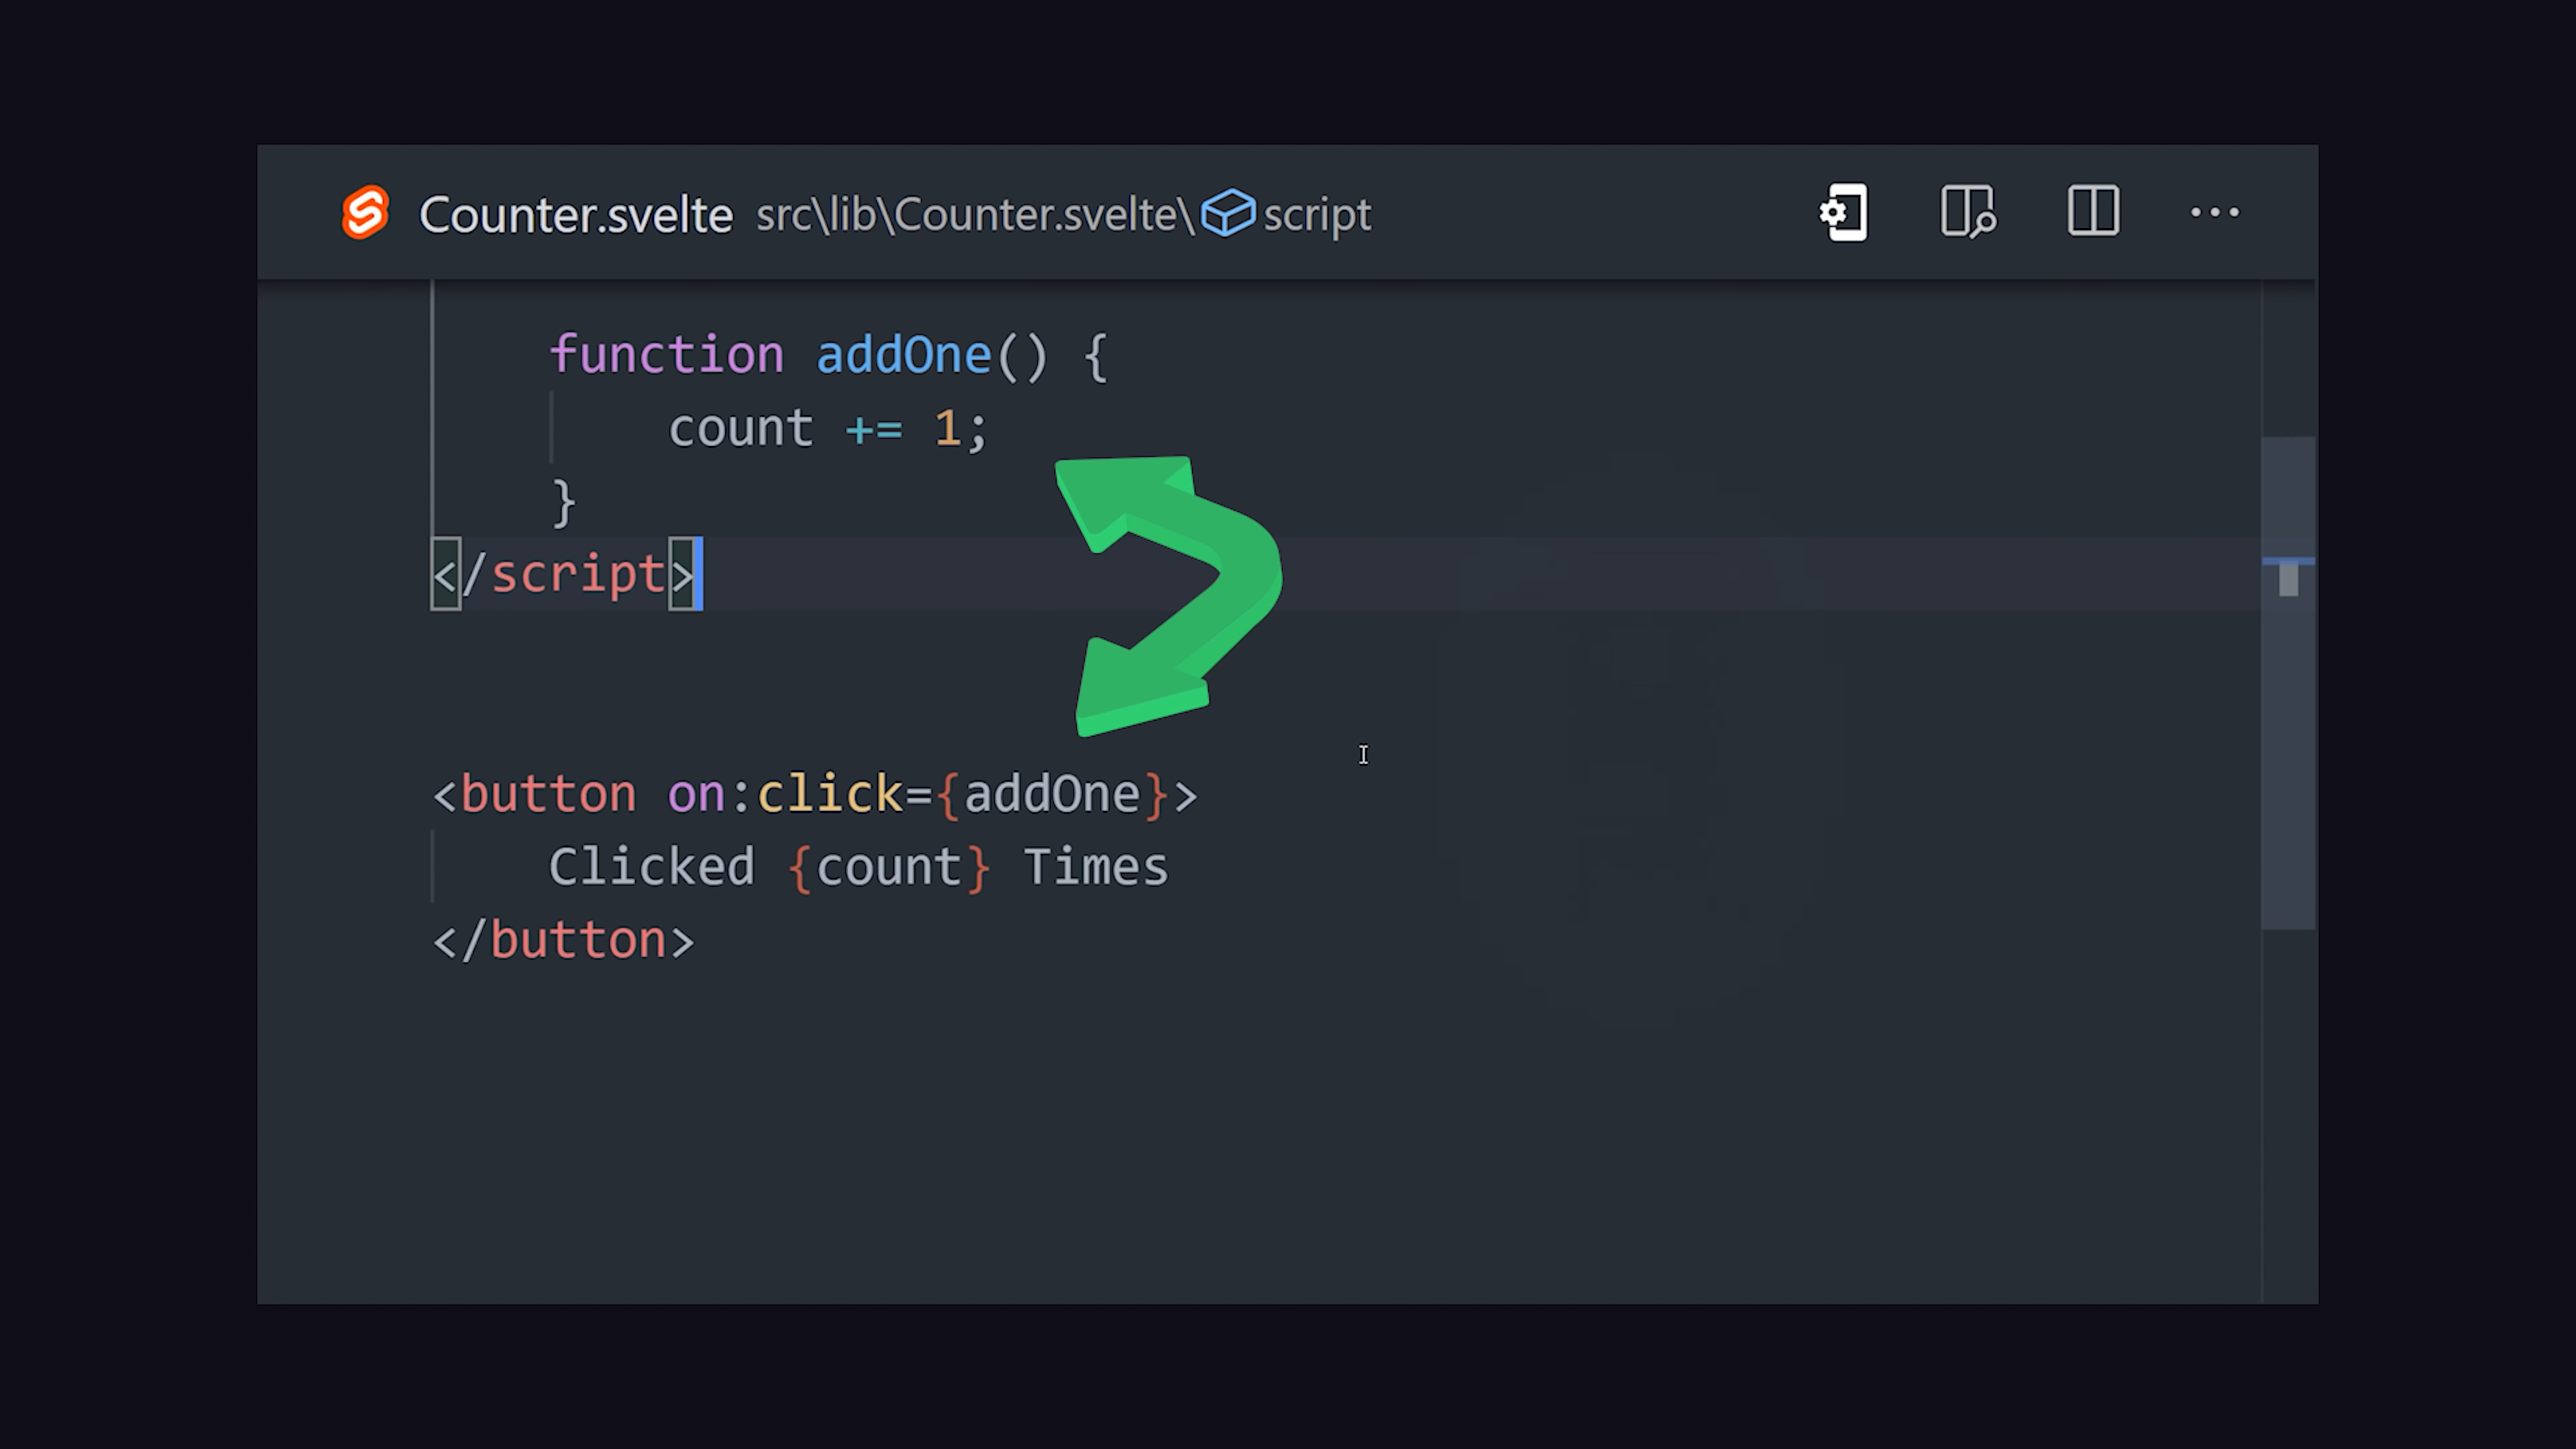 Counter.svelte src\lib\Counter.svelte\script
function addOne() {
count += 1;
}
</script>
<button on:click={addOne}>
Clicked {count} Times
</button>